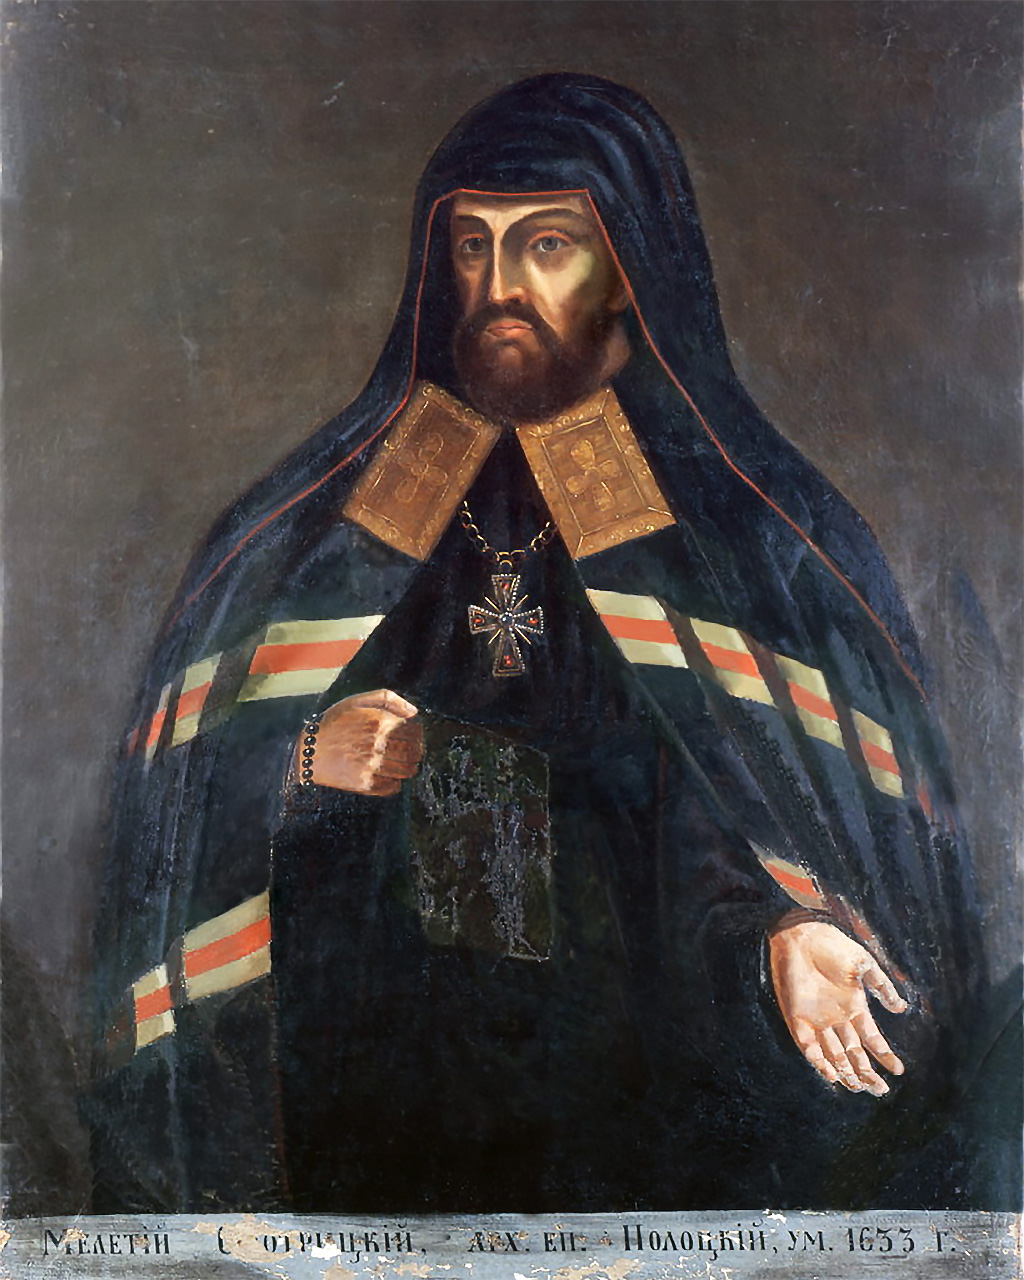 Мелетій С отрицкій, арх. еп. Полоцкій, ум. 1633 г.